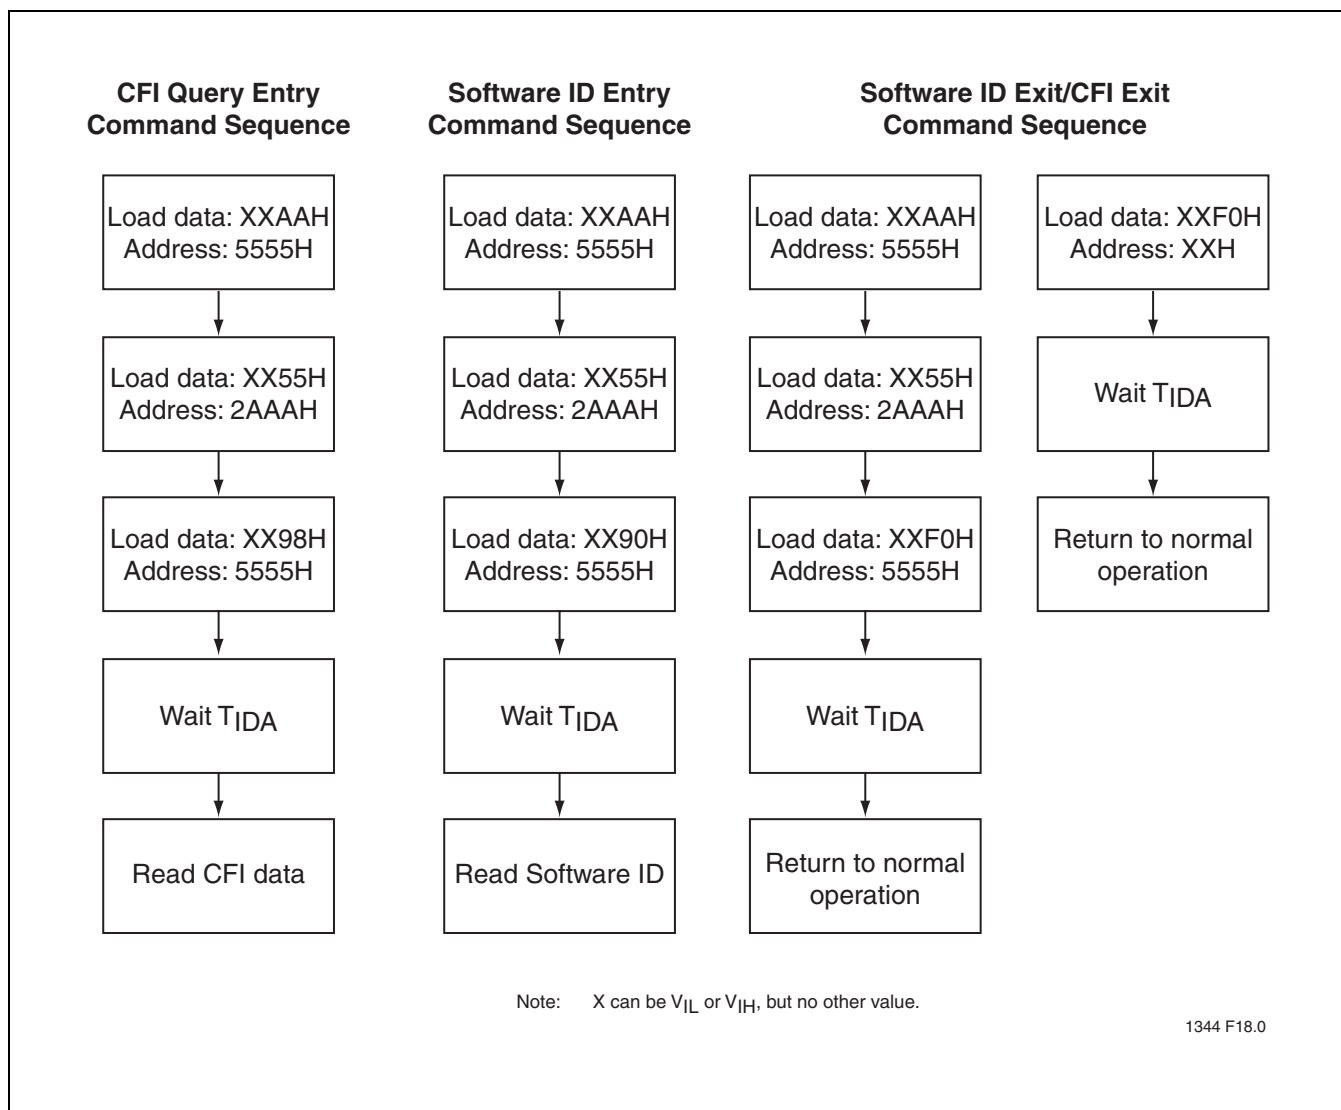 CFI Query Entry
Command Sequence
Load data: XXAAH
Address: 5555H
Load data: XX55H
Address: 2AAAH
Load data: XX98H
Address: 5555H
Wait TIDA
Read CFI data
Software ID Entry
Command Sequence
Load data: XXAAH
Address: 5555H
Load data: XX55H
Address: 2AAAH
Load data: XX90H
Address: 5555H
Wait TIDA
Read Software ID
Software ID Exit/CFI Exit
Command Sequence
Load data: XXAAH
Address: 5555H
Load data: XX55H
Address: 2AAAH
Load data: XXF0H
Address: 5555H
Wait TIDA
Return to normal
operation
Load data: XXF0H
Address: XXH
Wait TIDA
Return to normal
operation
Note: X can be VIL or VIH, but no other value.
1344 F18.0